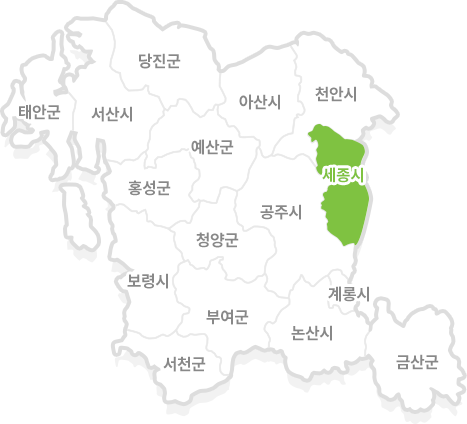 당진군
천안시
아산시
태안군
서산시
예산군
세종시
홍성군
공주시
청양군
보령시
계롱시
부여군
논산시
서천군
금산군